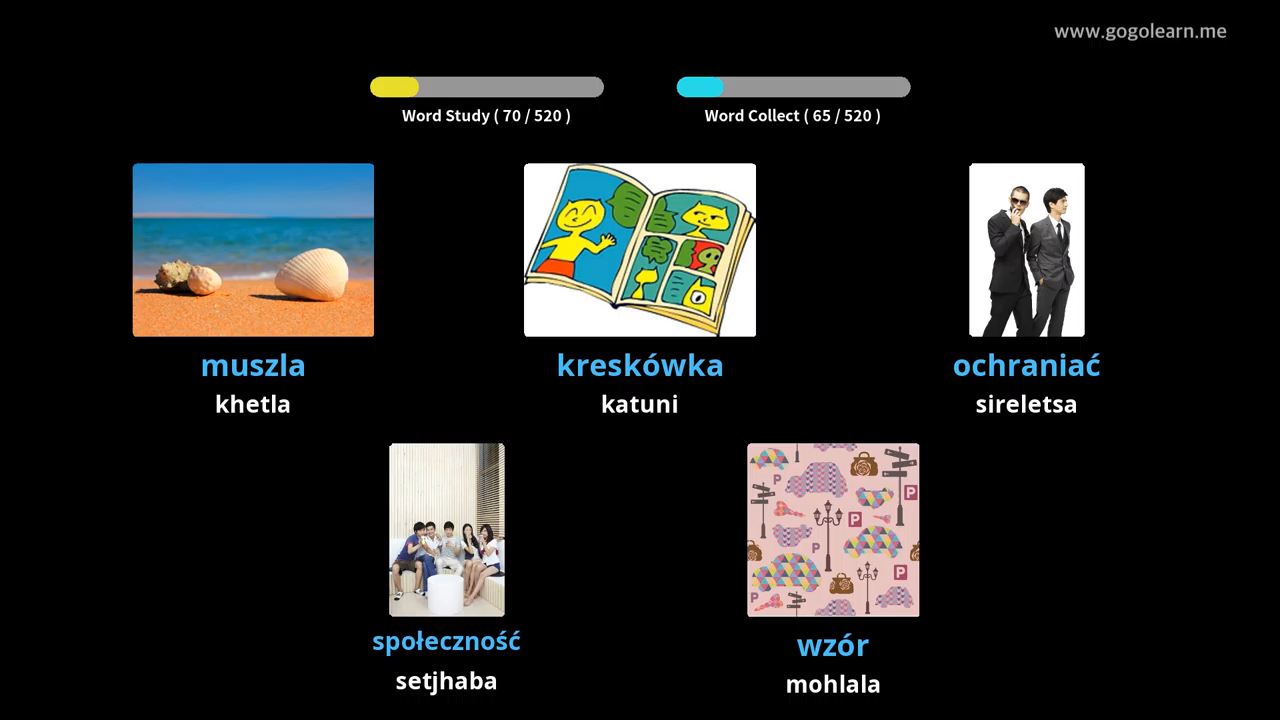 www.gogolearn.me
Word Study ( 70 / 520 )
Word Collect ( 65 / 520 )
muszla
khetla
kreskówka
katuni
ochraniać
sireletsa
społeczność
setjhaba
wzór
mohlala
P
P
P
P
P
P